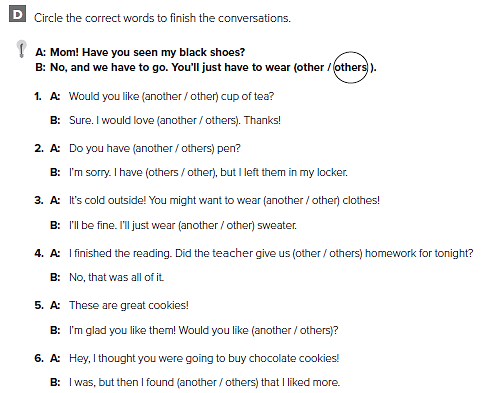 D Circle the correct words to finish the conversations.
A: Mom! Have you seen my black shoes?
B: No, and we have to go. You'll just have to wear (other / others).
1. A: Would you like (another / other) cup of tea?
B: Sure. I would love (another / others). Thanks!
2. A: Do you have (another / others) pen?
B: I'm sorry. I have (others / other), but I left them in my locker.
3. A: It's cold outside! You might want to wear (another / other) clothes!
B: I'll be fine. I'll just wear (another / other) sweater.
4. A: I finished the reading. Did the teacher give us (other / others) homework for tonight?
B: No, that was all of it.
5. A: These are great cookies!
B: I'm glad you like them! Would you like (another / others)?
6. A: Hey, I thought you were going to buy chocolate cookies!
B: I was, but then I found (another / others) that I liked more.